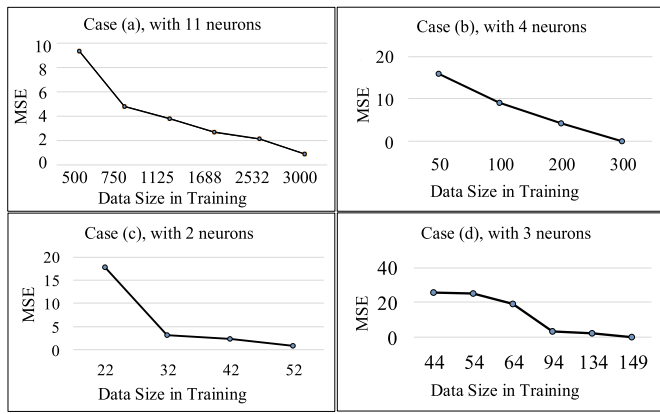 Case (a), with 11 neurons
10
8
6
4
2
0
MSE
500 750 1125 1688 2532 3000
Data Size in Training
Case (b), with 4 neurons
20
10
0
MSE
50 100 200 300
Data Size in Training
Case (c), with 2 neurons
20
15
10
5
0
MSE
22 32 42 52
Data Size in Training
Case (d), with 3 neurons
40
20
0
MSE
44 54 64 94 134 149
Data Size in Training